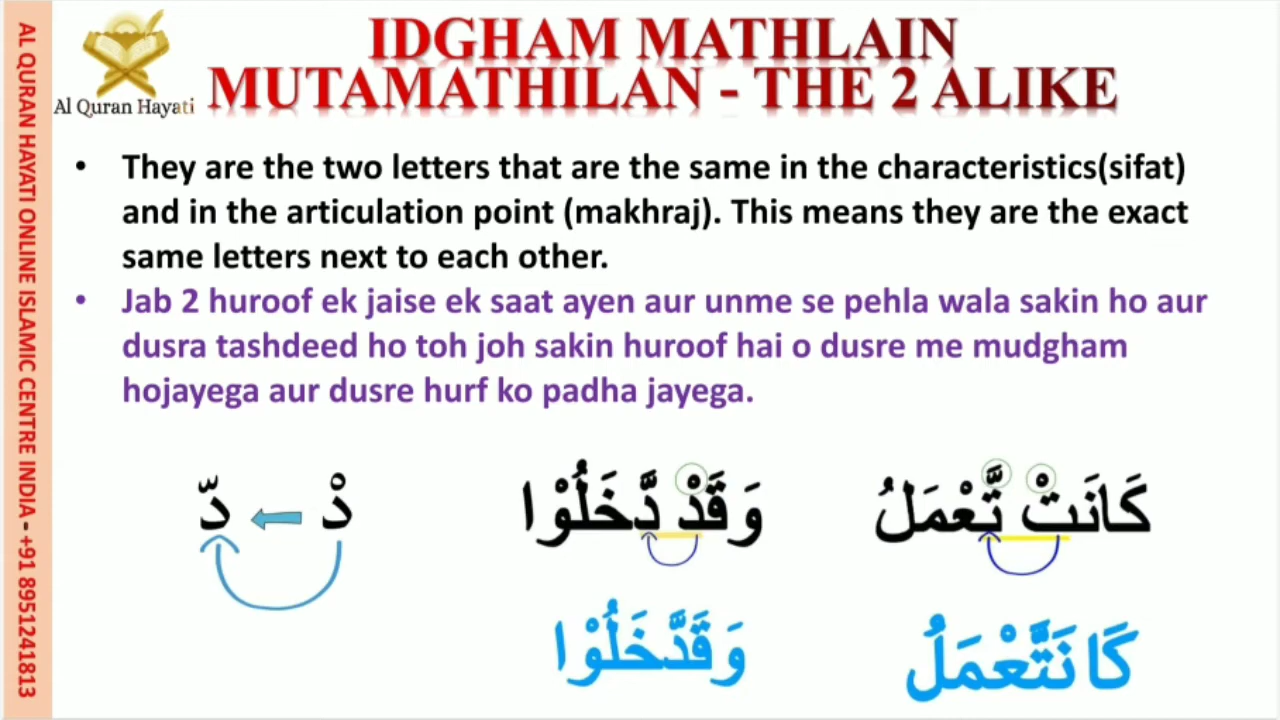 AL QURAN HAYATI ONLINE ISLAMIC CENTRE INDIA - +91 8951241813
Al Quran Hayati
IDGHAM MATHLAIN
MUTAMATHILAN - THE 2 ALIKE
• They are the two letters that are the same in the characteristics(sifat)
and in the articulation point (makhraj). This means they are the exact
same letters next to each other.
• Jab 2 huroof ek jaise ek saat ayen aur unme se pehla wala sakin ho aur
dusra tashdeed ho toh joh sakin huroof hai o dusre me mudgham
hojayega aur dusre hurf ko padha jayega.
كَانَتْ تَّعْمَلُ
وَقَدْ دَّخَلُوْا
دْ دّ
كَانَتَّعْمَلُ
وَقَدَّخَلُوْا